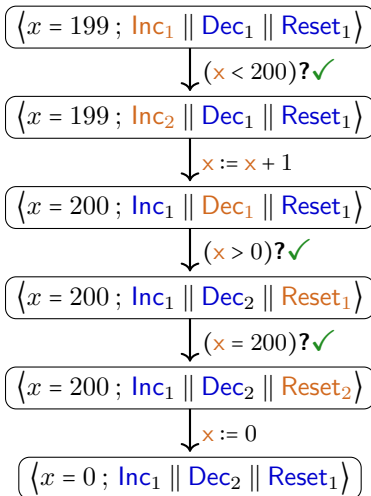 ⟨x = 199 ; Inc₁ ∥ Dec₁ ∥ Reset₁⟩
(x < 200)?✓
⟨x = 199 ; Inc₂ ∥ Dec₁ ∥ Reset₁⟩
x := x + 1
⟨x = 200 ; Inc₁ ∥ Dec₁ ∥ Reset₁⟩
(x > 0)?✓
⟨x = 200 ; Inc₁ ∥ Dec₂ ∥ Reset₁⟩
(x = 200)?✓
⟨x = 200 ; Inc₁ ∥ Dec₂ ∥ Reset₂⟩
x := 0
⟨x = 0 ; Inc₁ ∥ Dec₂ ∥ Reset₁⟩